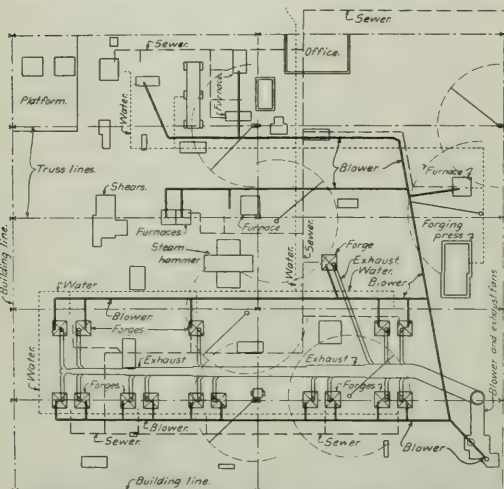 Sewer.
Office.
Sewer.
Platform.
Water.
Furnace
Blower
Furnace
Truss lines.
Shears.
Furnaces
Furnace
Forging
press
Steam
hammer
Water
Sewer.
Forge
Exhaust
Water.
Blower
Building line.
Water
Blower.
Forges
Water.
Exhaust
Exhaust
Blower and exhaust fans
Forges
Forges
Sewer.
Blower.
Sewer
Blower
Blower
Building line.